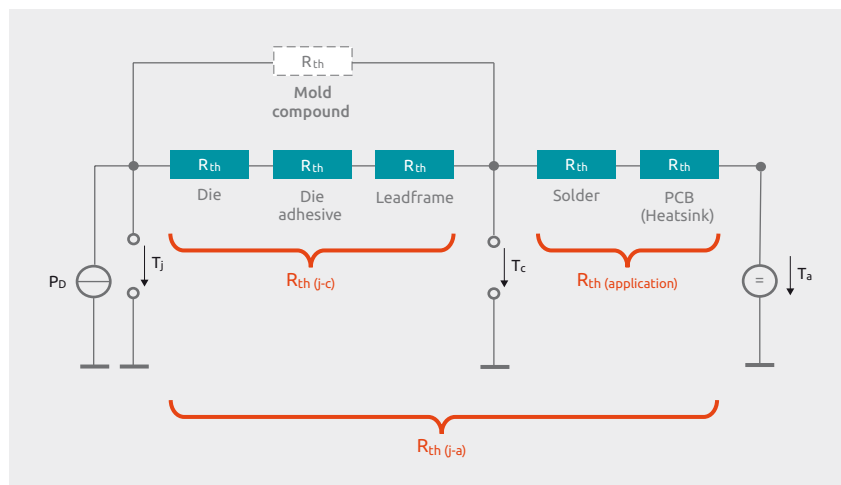 Rth
Mold
compound
Rth
Rth
Rth
Rth
Rth
Die
Die
adhesive
Leadframe
Solder
PCB
(Heatsink)
PD
Tj
Rth (j-c)
Tc
Rth (application)
=
Ta
Rth (j-a)